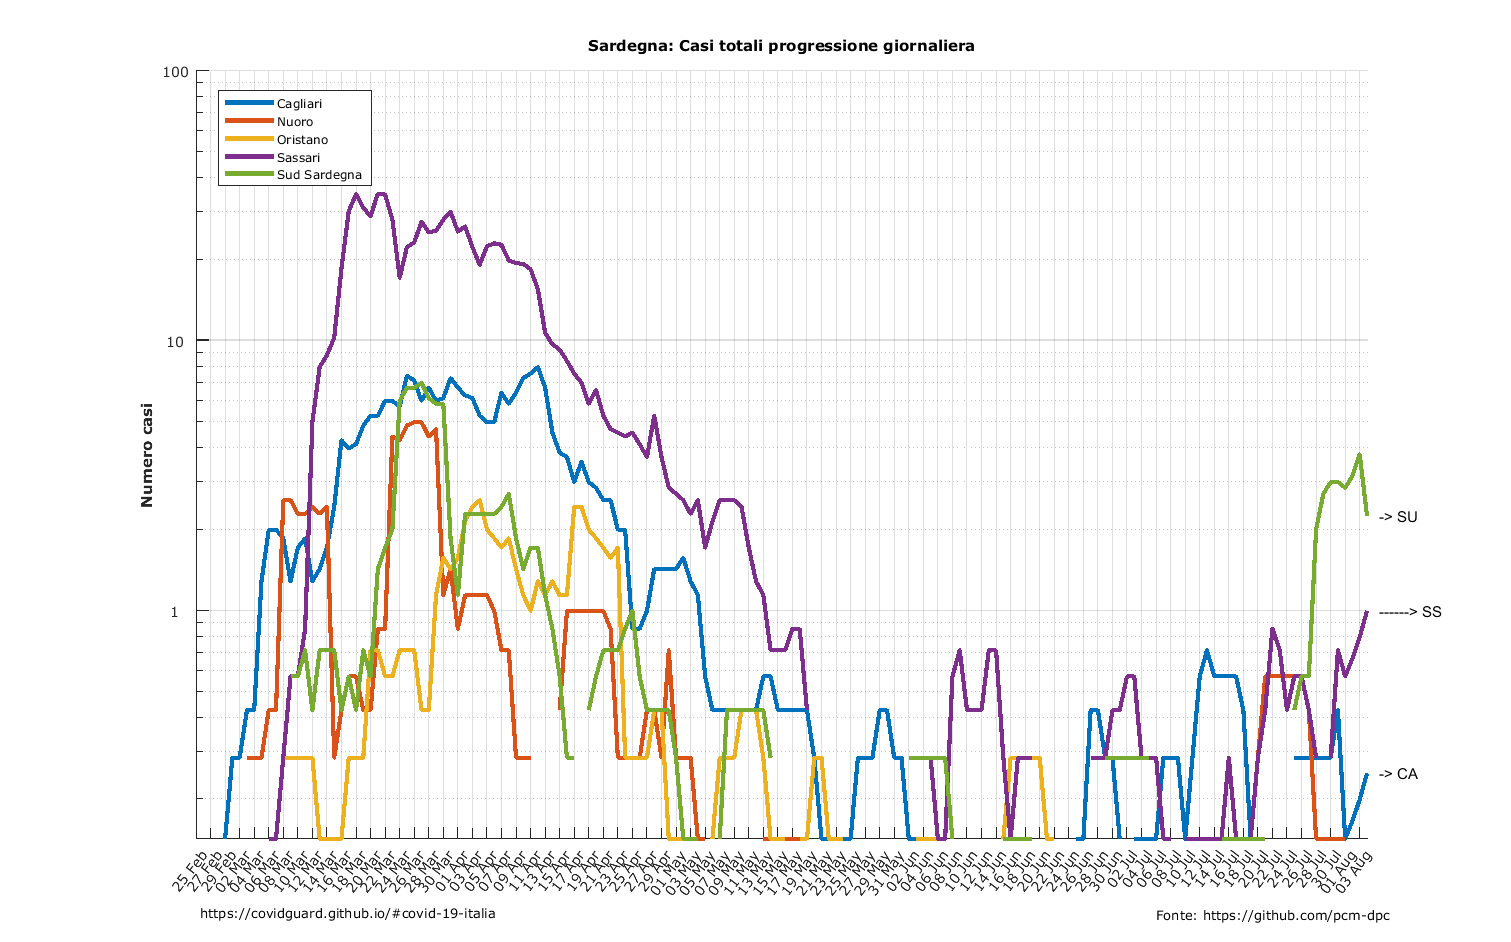 Sardegna: Casi totali progressione giornaliera
100
10
1
Numero casi
Cagliari
Nuoro
Oristano
Sassari
Sud Sardegna
-> SU
------> SS
-> CA
25 Feb
27 Feb
29 Feb
02 Mar
04 Mar
06 Mar
08 Mar
10 Mar
12 Mar
14 Mar
16 Mar
18 Mar
20 Mar
22 Mar
24 Mar
26 Mar
28 Mar
30 Mar
01 Apr
03 Apr
05 Apr
07 Apr
09 Apr
11 Apr
13 Apr
15 Apr
17 Apr
19 Apr
21 Apr
23 Apr
25 Apr
27 Apr
29 Apr
01 May
03 May
05 May
07 May
09 May
11 May
13 May
15 May
17 May
19 May
21 May
23 May
25 May
27 May
29 May
31 May
02 Jun
04 Jun
06 Jun
08 Jun
10 Jun
12 Jun
14 Jun
16 Jun
18 Jun
20 Jun
22 Jun
24 Jun
26 Jun
28 Jun
30 Jun
02 Jul
04 Jul
06 Jul
08 Jul
10 Jul
12 Jul
14 Jul
16 Jul
18 Jul
20 Jul
22 Jul
24 Jul
26 Jul
28 Jul
30 Jul
01 Aug
03 Aug
https://covidguard.github.io/#covid-19-italia
Fonte: https://github.com/pcm-dpc